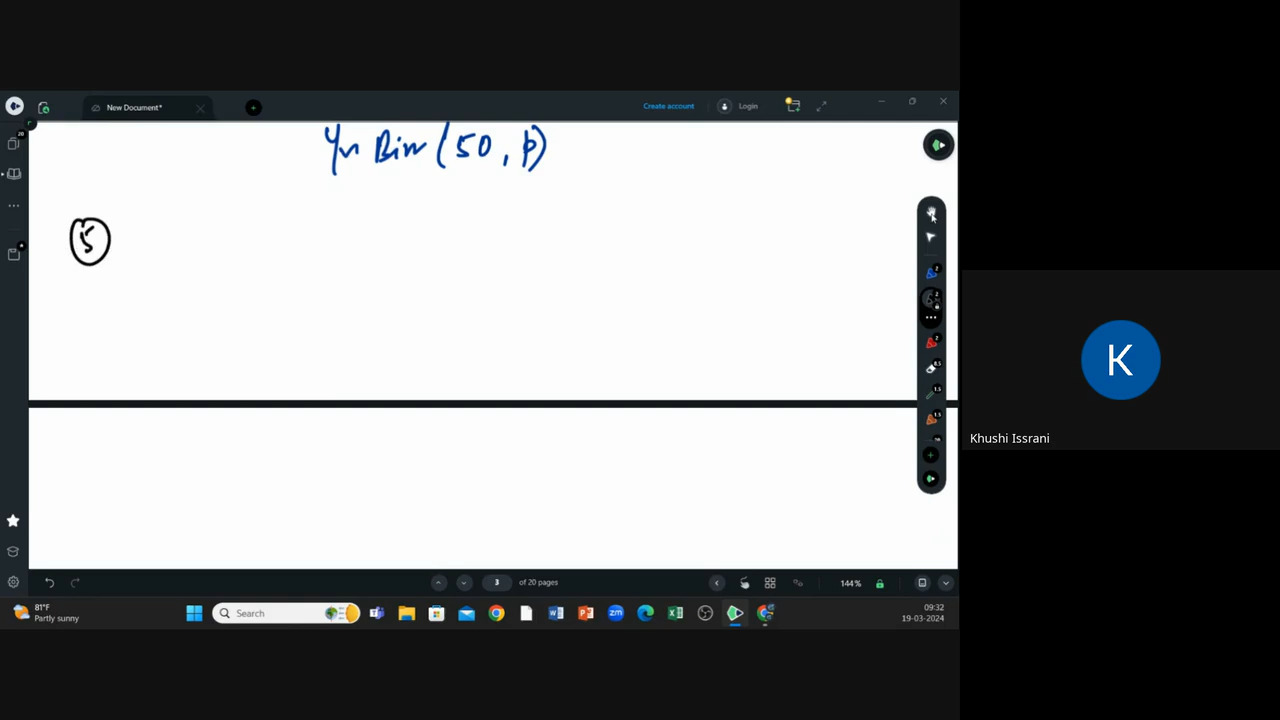 New Document*
Create account
Login
Y~ Bin (50, p)
5
Khushi Issrani
3 of 20 pages
144%
81°F
Partly sunny
Search
09:32
19-03-2024
K